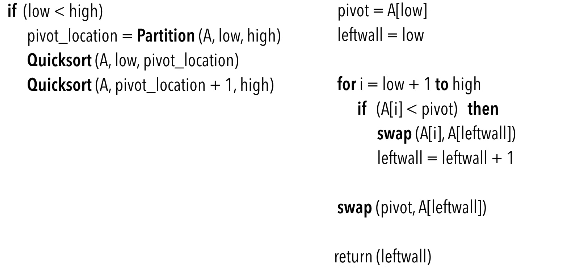 if (low < high)
pivot_location = Partition (A, low, high)
Quicksort (A, low, pivot_location)
Quicksort (A, pivot_location + 1, high)
pivot = A[low]
leftwall = low
for i = low + 1 to high
if (A[i] < pivot) then
swap (A[i], A[leftwall])
leftwall = leftwall + 1
swap (pivot, A[leftwall])
return (leftwall)